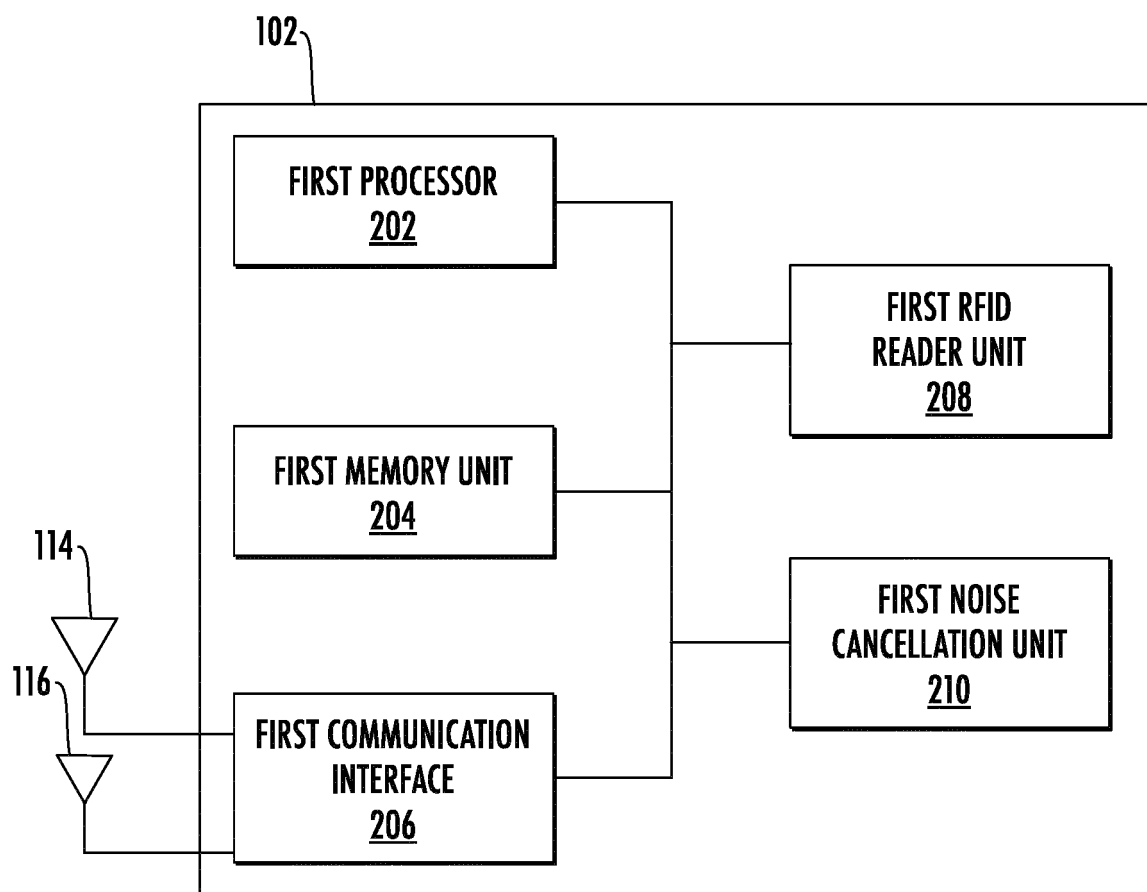 102
FIRST PROCESSOR
202
FIRST RFID
READER UNIT
208
FIRST MEMORY UNIT
204
114
FIRST NOISE
CANCELLATION UNIT
210
116
FIRST COMMUNICATION
INTERFACE
206